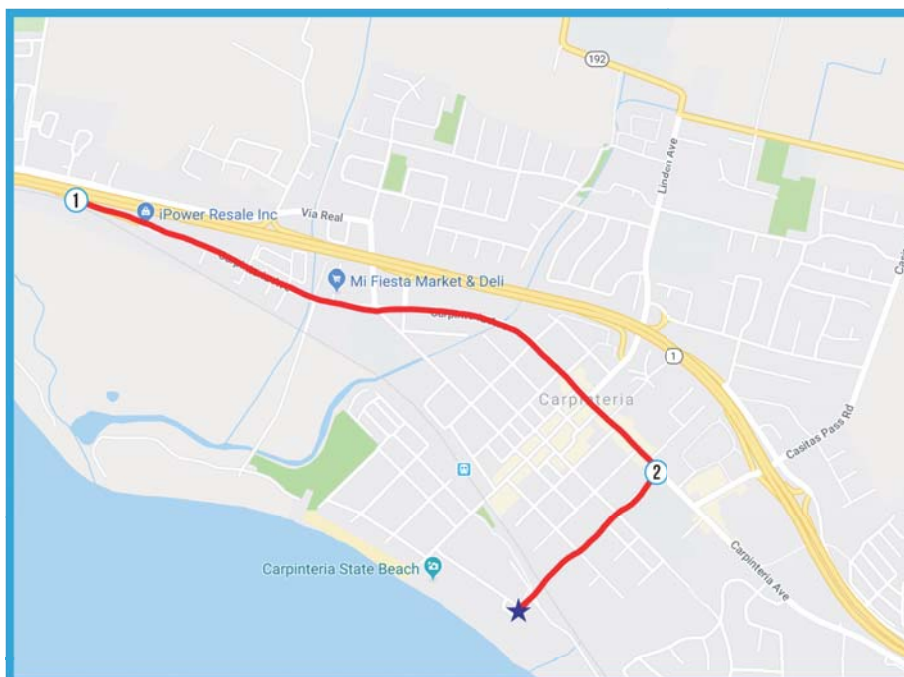 192
Lindon Ave
1
iPower Resale Inc
Via Real
Mi Fiesta Market & Deli
1
Carpinteria
Casitas Pass Rd
2
Carpinteria State Beach
Carpinteria Ave